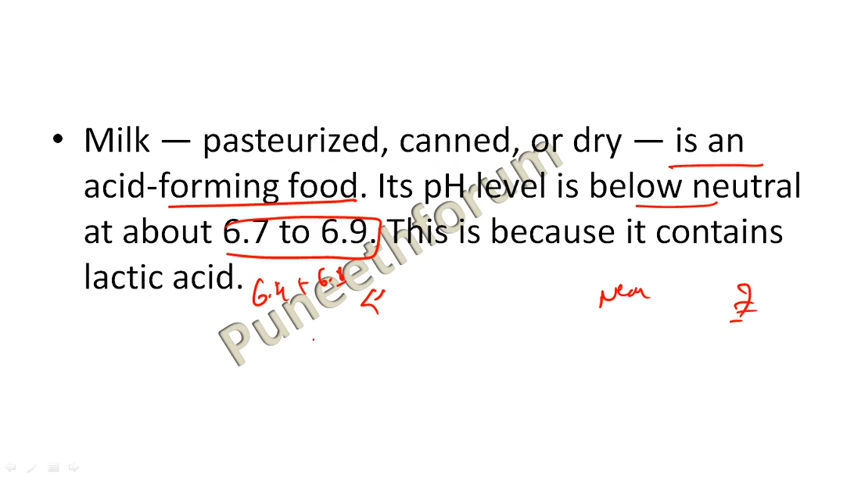 • Milk — pasteurized, canned, or dry — is an
acid-forming food. Its pH level is below neutral
at about 6.7 to 6.9. This is because it contains
lactic acid.
near 7
Puneethforum